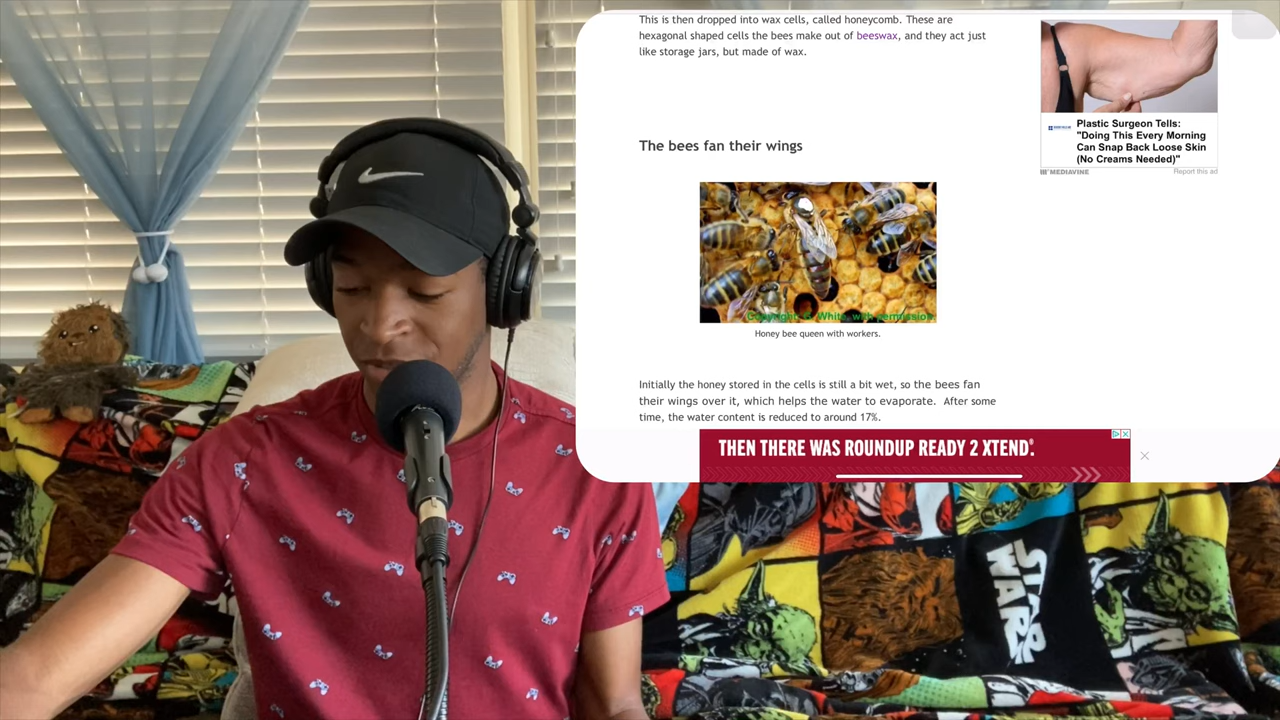 This is then dropped into wax cells, called honeycomb. These are
hexagonal shaped cells the bees make out of beeswax, and they act just
like storage jars, but made of wax.
The bees fan their wings
Copyright: R White, with permission.
Honey bee queen with workers.
Initially the honey stored in the cells is still a bit wet, so the bees fan
their wings over it, which helps the water to evaporate. After some
time, the water content is reduced to around 17%.
Plastic Surgeon Tells:
"Doing This Every Morning
Can Snap Back Loose Skin
(No Creams Needed)"
MEDIAVINE
Report this ad
THEN THERE WAS ROUNDUP READY 2 XTEND®.
STAR
WARS